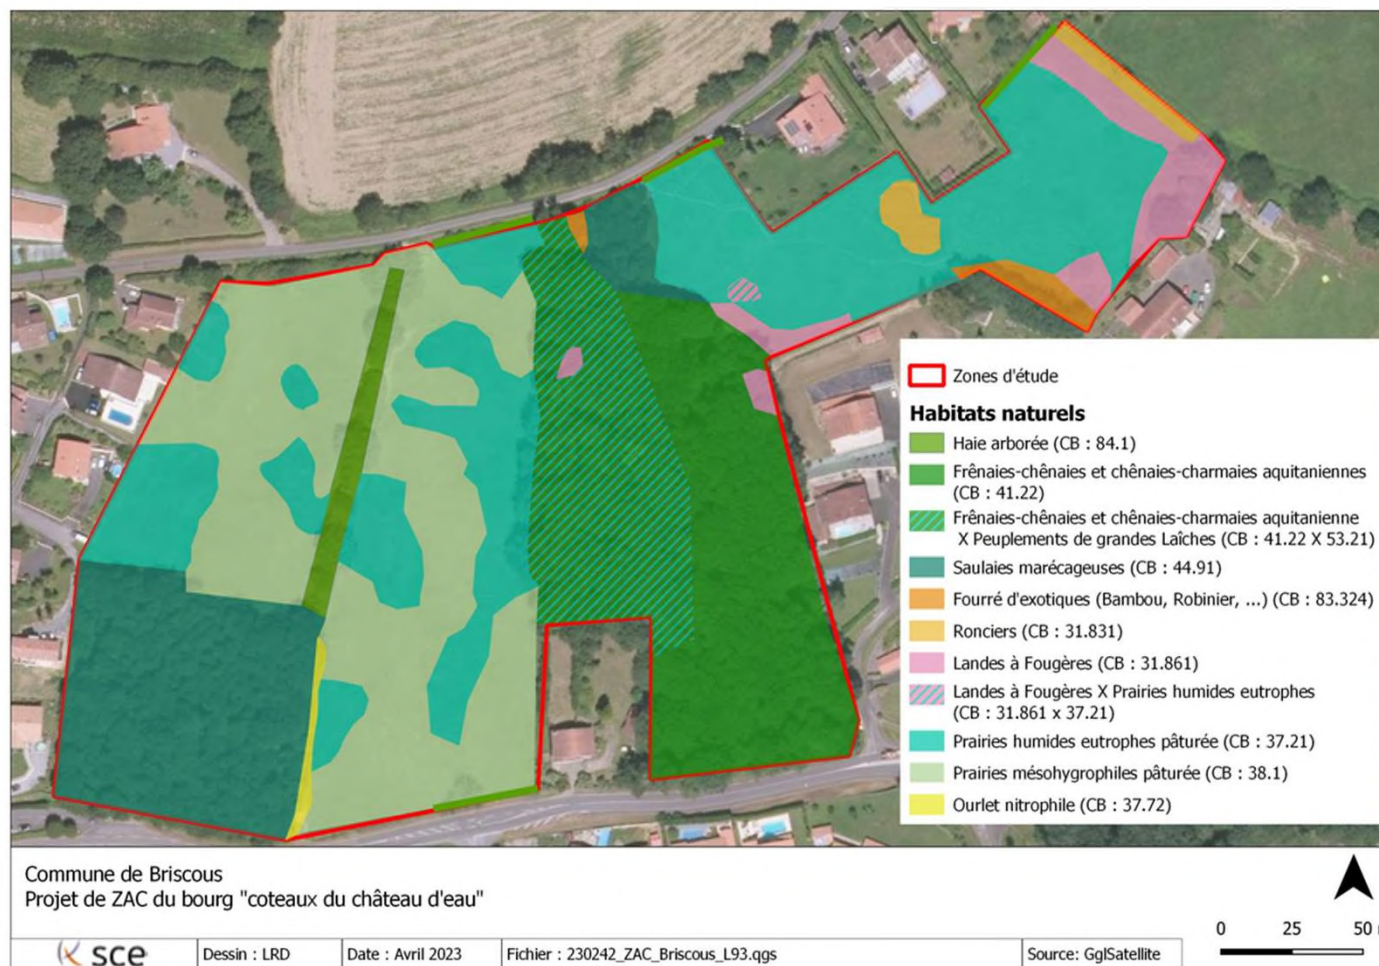 Zones d'étude
Habitats naturels
Haie arborée (CB : 84.1)
Frênaies-chênaies et chênaies-charmaies aquitaniennes
(CB : 41.22)
Frênaies-chênaies et chênaies-charmaies aquitanienne
X Peuplements de grandes Laîches (CB : 41.22 X 53.21)
Saulaies marécageuses (CB : 44.91)
Fourré d'exotiques (Bambou, Robinier, ...) (CB : 83.324)
Ronciers (CB : 31.831)
Landes à Fougères (CB : 31.861)
Landes à Fougères X Prairies humides eutrophes
(CB : 31.861 x 37.21)
Prairies humides eutrophes pâturée (CB : 37.21)
Prairies mésohygrophiles pâturée (CB : 38.1)
Ourlet nitrophile (CB : 37.72)
Commune de Briscous
Projet de ZAC du bourg "coteaux du château d'eau"
0 25 50
sce Dessin : LRD Date : Avril 2023 Fichier : 230242_ZAC_Briscous_L93.qgs Source: GglSatellite